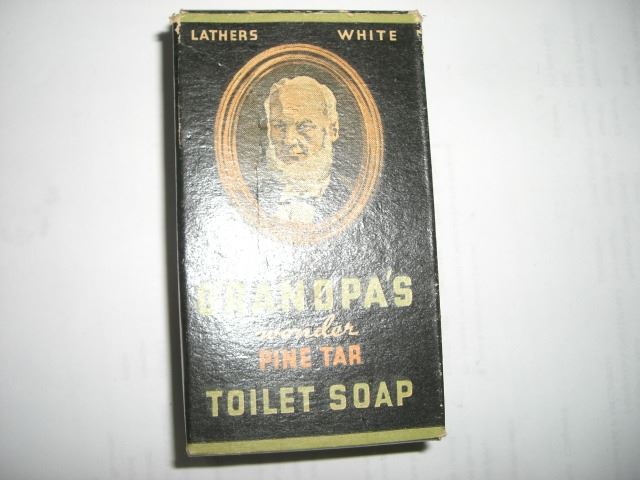 LATHERS WHITE
GRANDPA'S
wonder
PINE TAR
TOILET SOAP